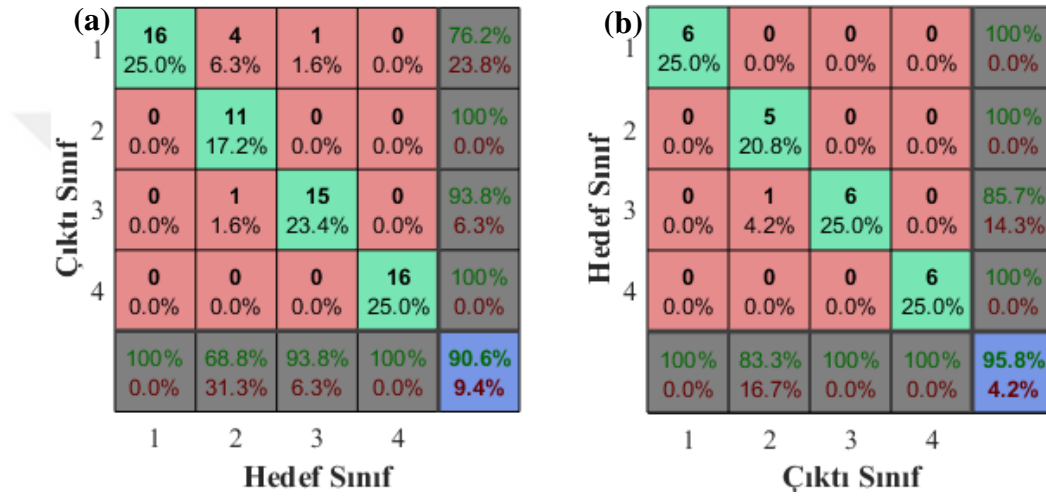 (a)
1 16 4 1 0 76.2%
25.0% 6.3% 1.6% 0.0% 23.8%
2 0 11 0 0 100%
0.0% 17.2% 0.0% 0.0% 0.0%
3 0 1 15 0 93.8%
0.0% 1.6% 23.4% 0.0% 6.3%
4 0 0 0 16 100%
0.0% 0.0% 0.0% 25.0% 0.0%
100% 68.8% 93.8% 100% 90.6%
0.0% 31.3% 6.3% 0.0% 9.4%
1 2 3 4
Hedef Sınıf
Çıktı Sınıf
(b)
1 6 0 0 0 100%
25.0% 0.0% 0.0% 0.0% 0.0%
2 0 5 0 0 100%
0.0% 20.8% 0.0% 0.0% 0.0%
3 0 1 6 0 85.7%
0.0% 4.2% 25.0% 0.0% 14.3%
4 0 0 0 6 100%
0.0% 0.0% 0.0% 25.0% 0.0%
100% 83.3% 100% 100% 95.8%
0.0% 16.7% 0.0% 0.0% 4.2%
1 2 3 4
Çıktı Sınıf
Hedef Sınıf